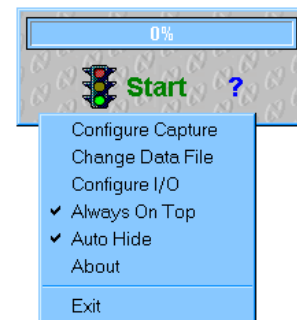 0%
Start ?
Configure Capture
Change Data File
Configure I/O
Always On Top
Auto Hide
About
Exit